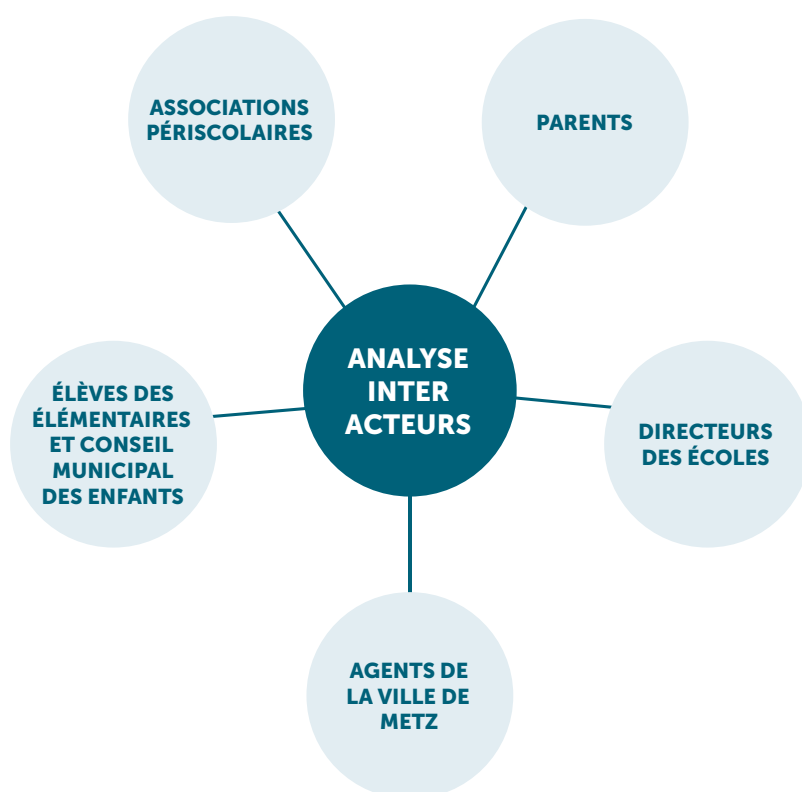 ASSOCIATIONS
PÉRISCOLAIRES
PARENTS
ANALYSE
INTER
ACTEURS
ÉLÈVES DES
ÉLÉMENTAIRES
ET CONSEIL
MUNICIPAL
DES ENFANTS
DIRECTEURS
DES ÉCOLES
AGENTS DE
LA VILLE DE
METZ